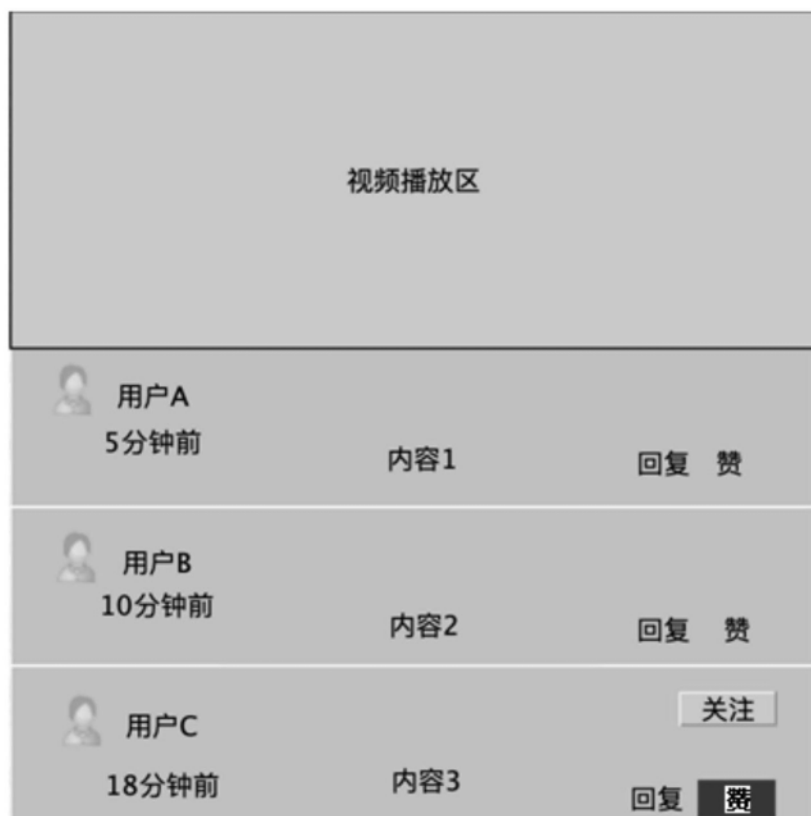 视频播放区
用户A
5分钟前
内容1
回复 赞
用户B
10分钟前
内容2
回复 赞
用户C
关注
18分钟前
内容3
回复